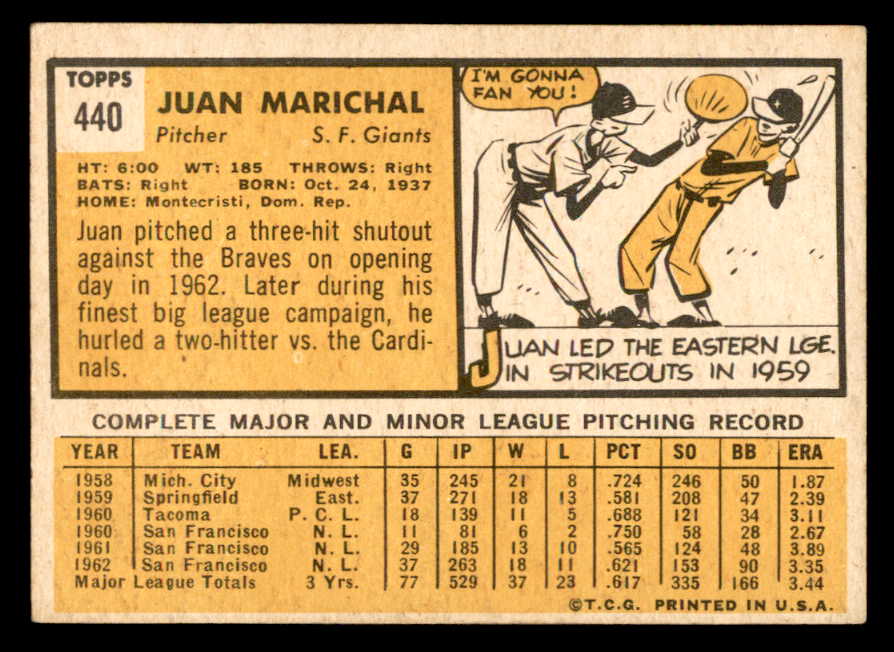 TOPPS
440
JUAN MARICHAL
Pitcher S. F. Giants
HT: 6:00 WT: 185 THROWS: Right
BATS: Right BORN: Oct. 24, 1937
HOME: Montecristi, Dom. Rep.
Juan pitched a three-hit shutout
against the Braves on opening
day in 1962. Later during his
finest big league campaign, he
hurled a two-hitter vs. the Cardi-
nals.
I'M GONNA
FAN YOU!
JUAN LED THE EASTERN LGE.
IN STRIKEOUTS IN 1959
COMPLETE MAJOR AND MINOR LEAGUE PITCHING RECORD
YEAR TEAM LEA. G IP W L PCT SO BB ERA
1958 Mich. City Midwest 35 245 21 8 .724 246 50 1.87
1959 Springfield East. 37 271 18 13 .581 208 47 2.39
1960 Tacoma P. C. L. 18 139 11 5 .688 121 34 3.11
1960 San Francisco N. L. 11 81 6 2 .750 58 28 2.67
1961 San Francisco N. L. 29 185 13 10 .565 124 48 3.89
1962 San Francisco N. L. 37 263 18 11 .621 153 90 3.35
Major League Totals 3 Yrs. 77 529 37 23 .617 335 166 3.44
©T.C.G. PRINTED IN U.S.A.